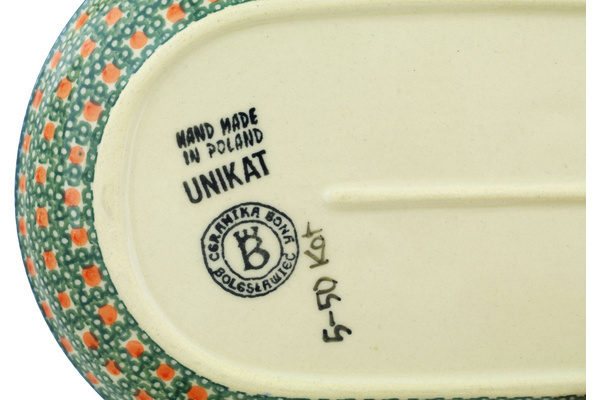 HAND MADE
IN POLAND
UNIKAT
CERAMIKA BONA
B
BOLESŁAWIEC
5-50 Kat